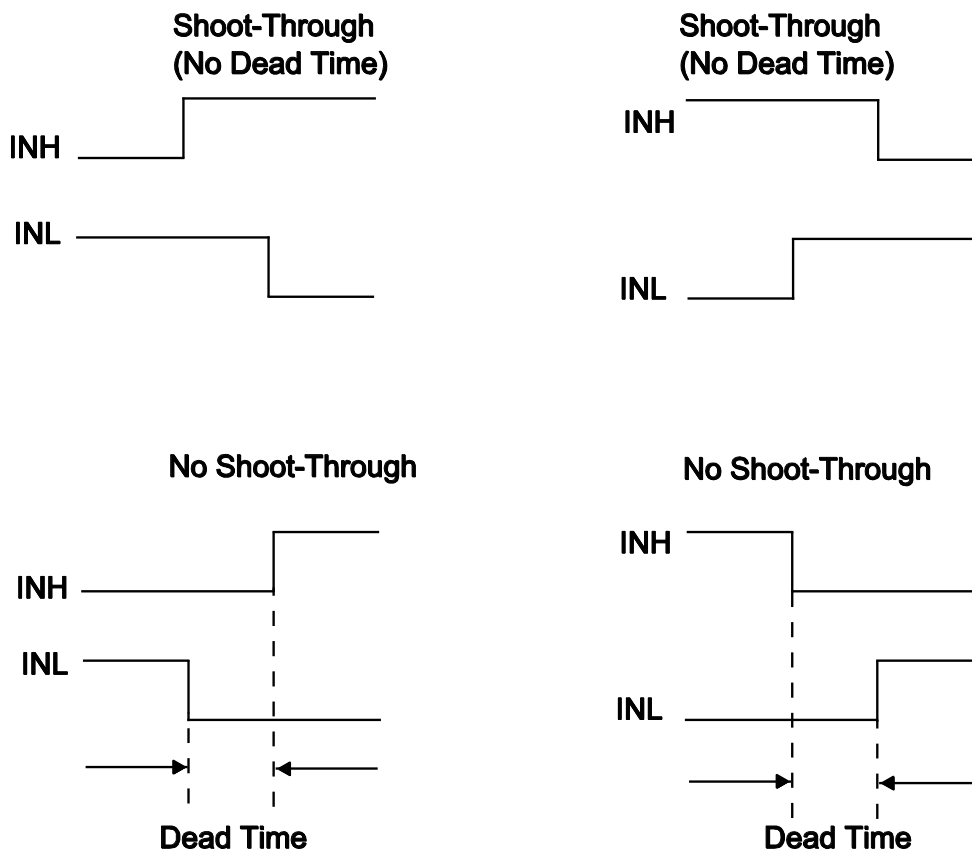 Shoot-Through
(No Dead Time)
INH
INL
Shoot-Through
(No Dead Time)
INH
INL
No Shoot-Through
INH
INL
Dead Time
No Shoot-Through
INH
INL
Dead Time